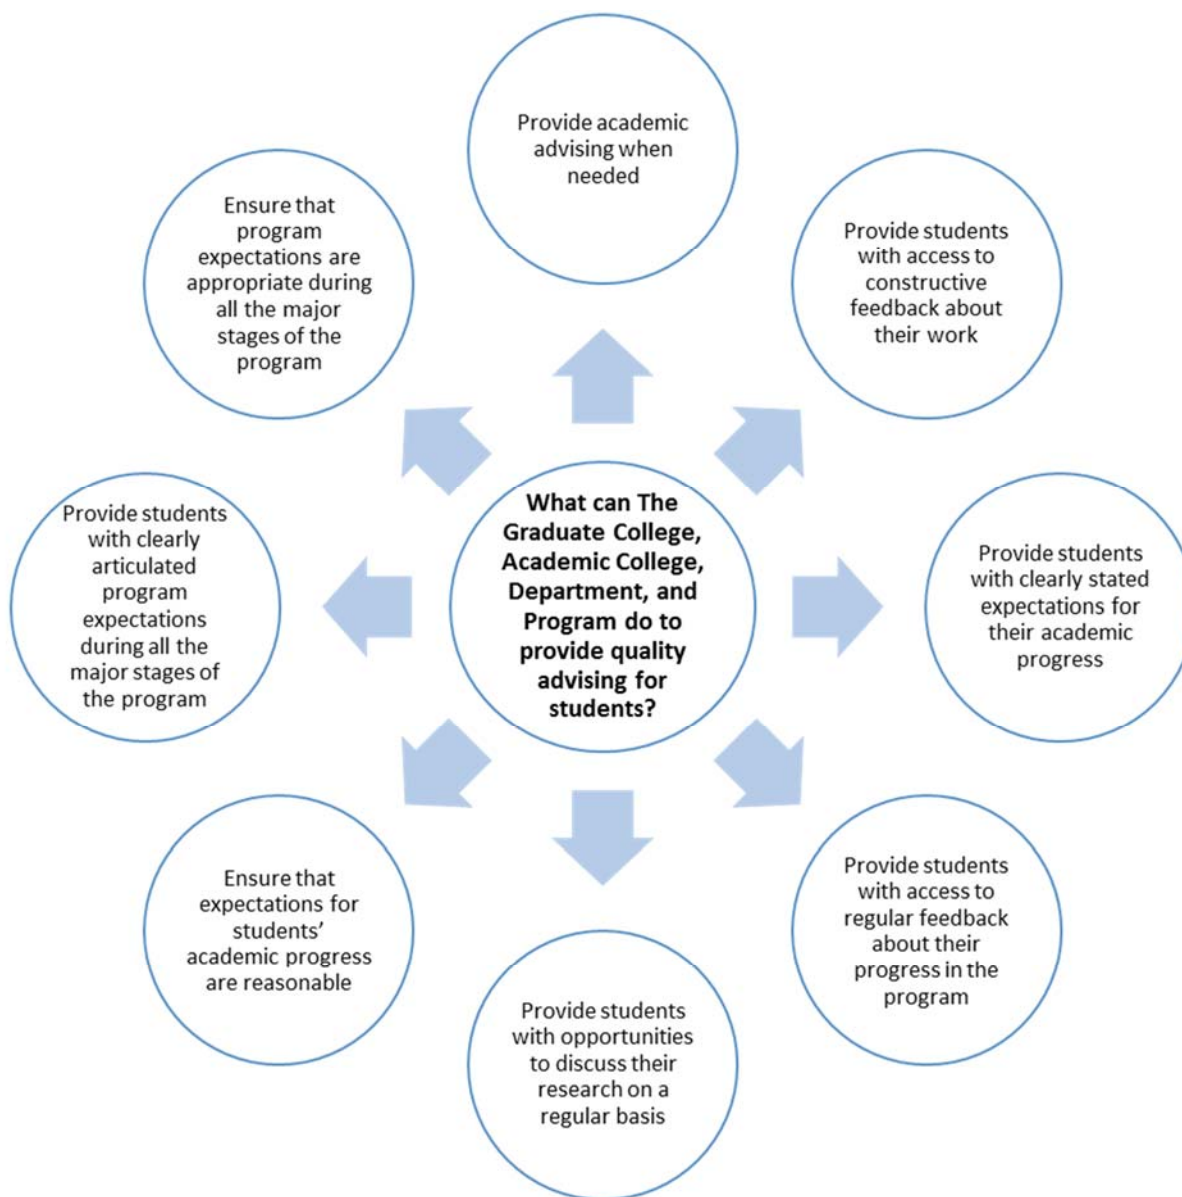 Provide academic
advising when
needed
Provide students
with access to
constructive
feedback about
their work
Provide students
with clearly stated
expectations for
their academic
progress
Provide students
with access to
regular feedback
about their
progress in the
program
Provide students
with opportunities
to discuss their
research on a
regular basis
Ensure that
expectations for
students’
academic progress
are reasonable
Provide students
with clearly
articulated
program
expectations
during all the
major stages of
the program
Ensure that
program
expectations are
appropriate during
all the major
stages of the
program
What can The
Graduate College,
Academic College,
Department, and
Program do to
provide quality
advising for
students?